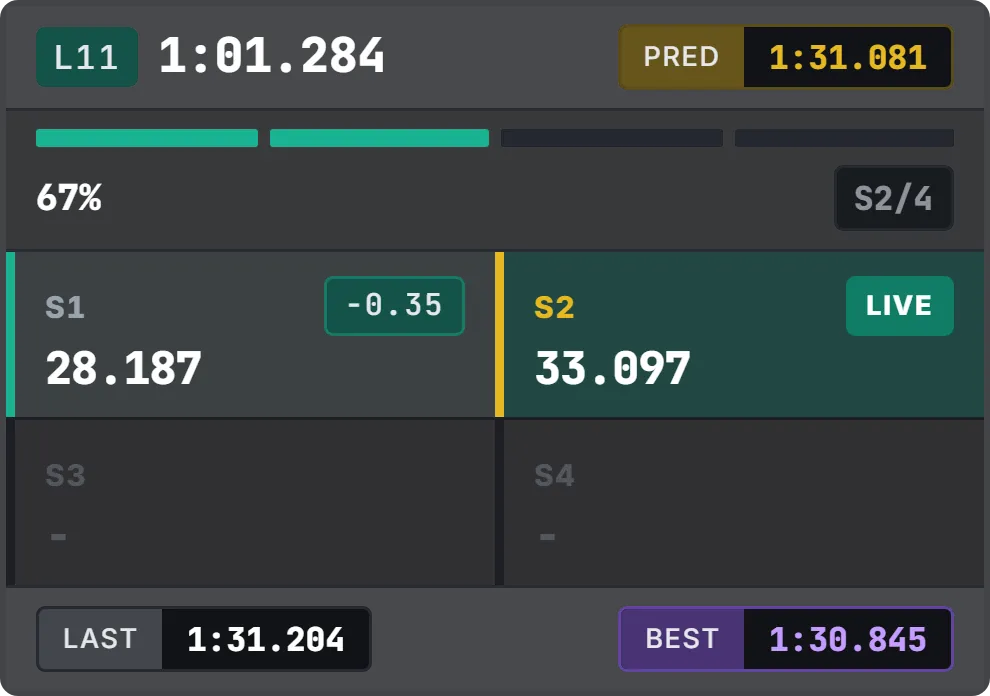 L11 1:01.284 PRED 1:31.081
67% S2/4
S1 -0.35 S2 LIVE
28.187 33.097
S3 S4
- -
LAST 1:31.204 BEST 1:30.845